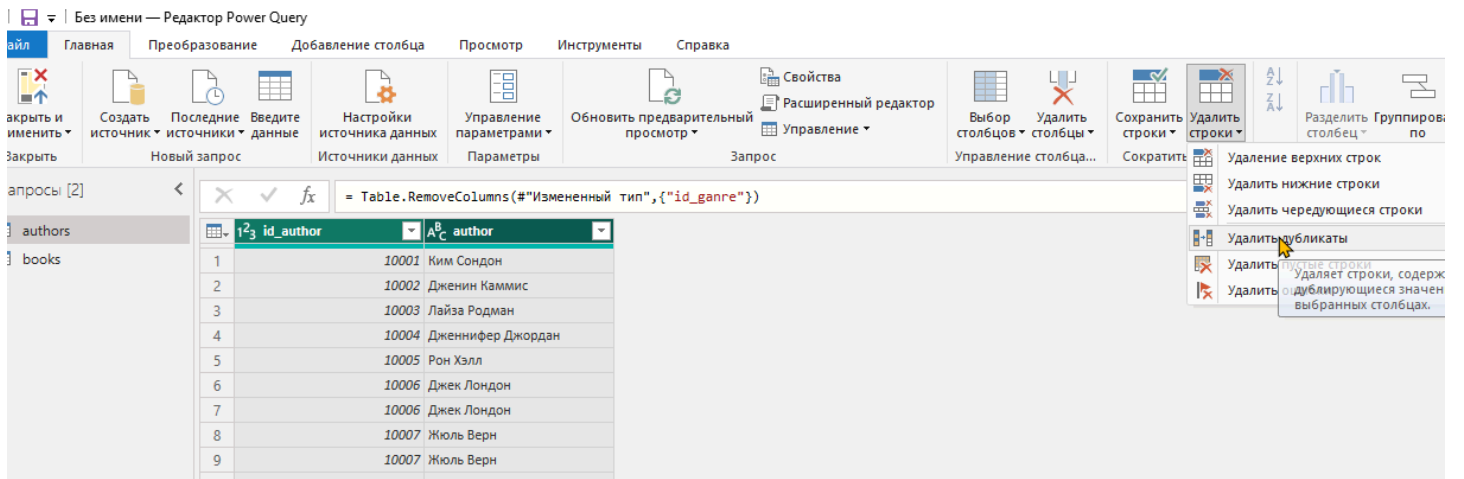 Без имени — Редактор Power Query
айл Главная Преобразование Добавление столбца Просмотр Инструменты Справка
акрыть и
именить
Закрыть
Создать
источник
Последние
источники
Введите
данные
Новый запрос
Настройки
источника данных
Источники данных
Управление
параметрами
Параметры
Обновить предварительный
просмотр
Свойства
Расширенный редактор
Управление
Запрос
Выбор
столбцов
Удалить
столбцы
Управление столбца...
Сохранить
строки
Удалить
строки
Сократить
Разделить
столбец
Группирова
по
Удаление верхних строк
Удалить нижние строки
Удалить чередующиеся строки
Удалить дубликаты
Удалить пустые строки
Удалить
Удаляет строки, содерж
дублирующиеся значен
выбранных столбцах.
апросы [2]
authors
books
fx = Table.RemoveColumns(#"Измененный тип",{"id_ganre"})
123 id_author ABC author
1 10001 Ким Сондон
2 10002 Дженин Каммис
3 10003 Лайза Родман
4 10004 Дженнифер Джордан
5 10005 Рон Хэлл
6 10006 Джек Лондон
7 10006 Джек Лондон
8 10007 Жюль Верн
9 10007 Жюль Верн